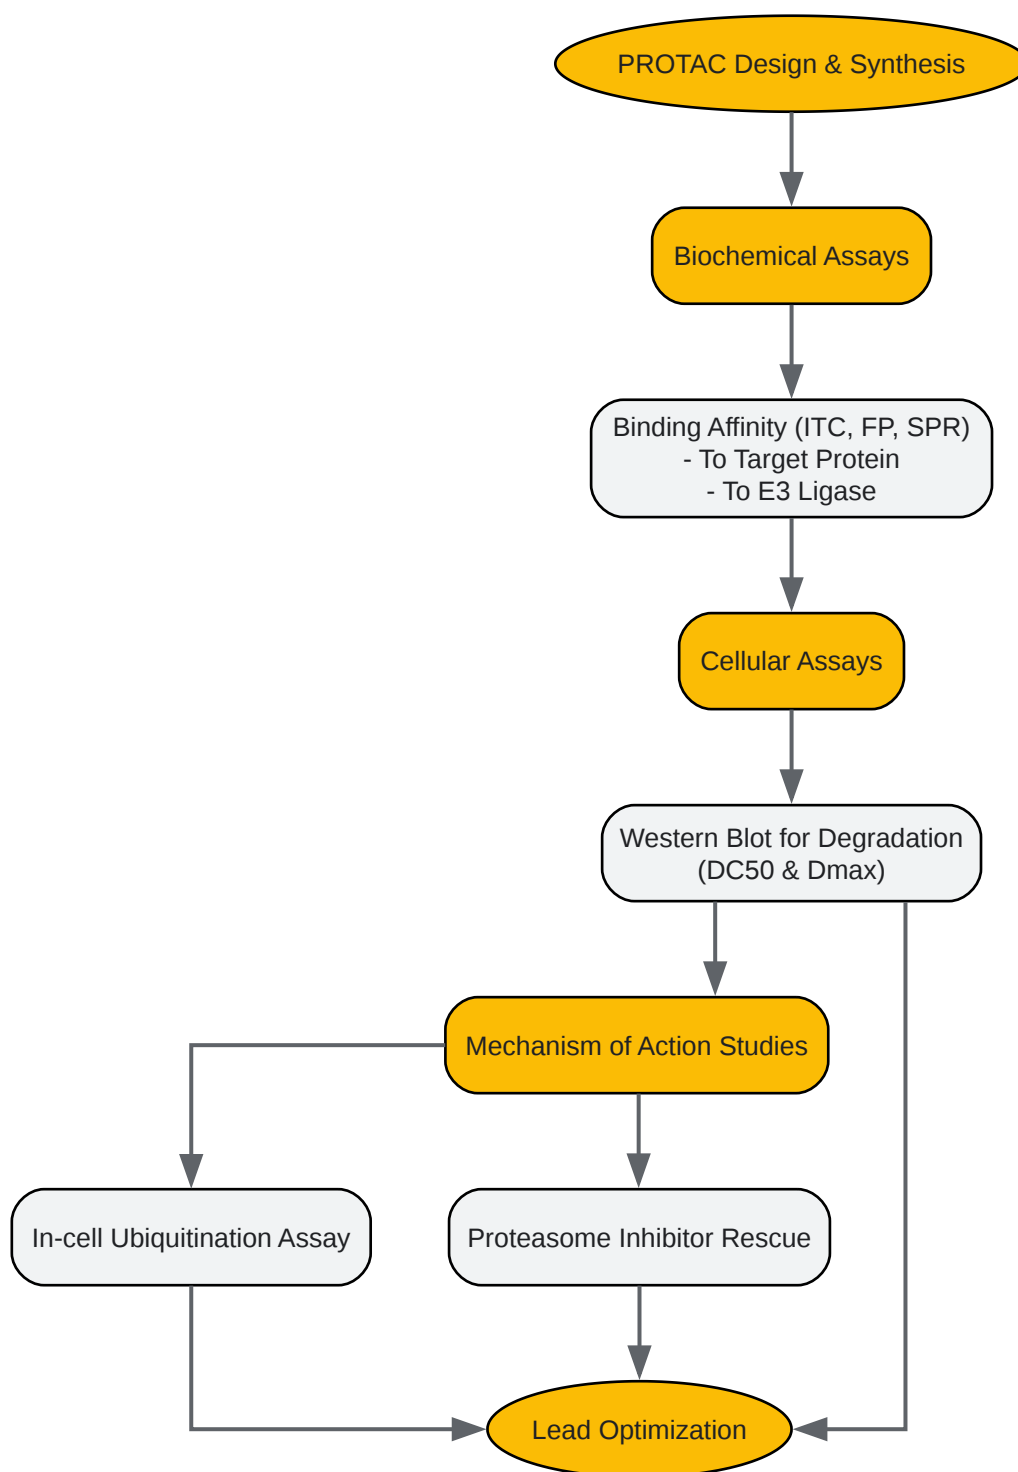 PROTAC Design & Synthesis
Biochemical Assays
Binding Affinity (ITC, FP, SPR)
- To Target Protein
- To E3 Ligase
Cellular Assays
Western Blot for Degradation
(DC50 & Dmax)
Mechanism of Action Studies
In-cell Ubiquitination Assay
Proteasome Inhibitor Rescue
Lead Optimization